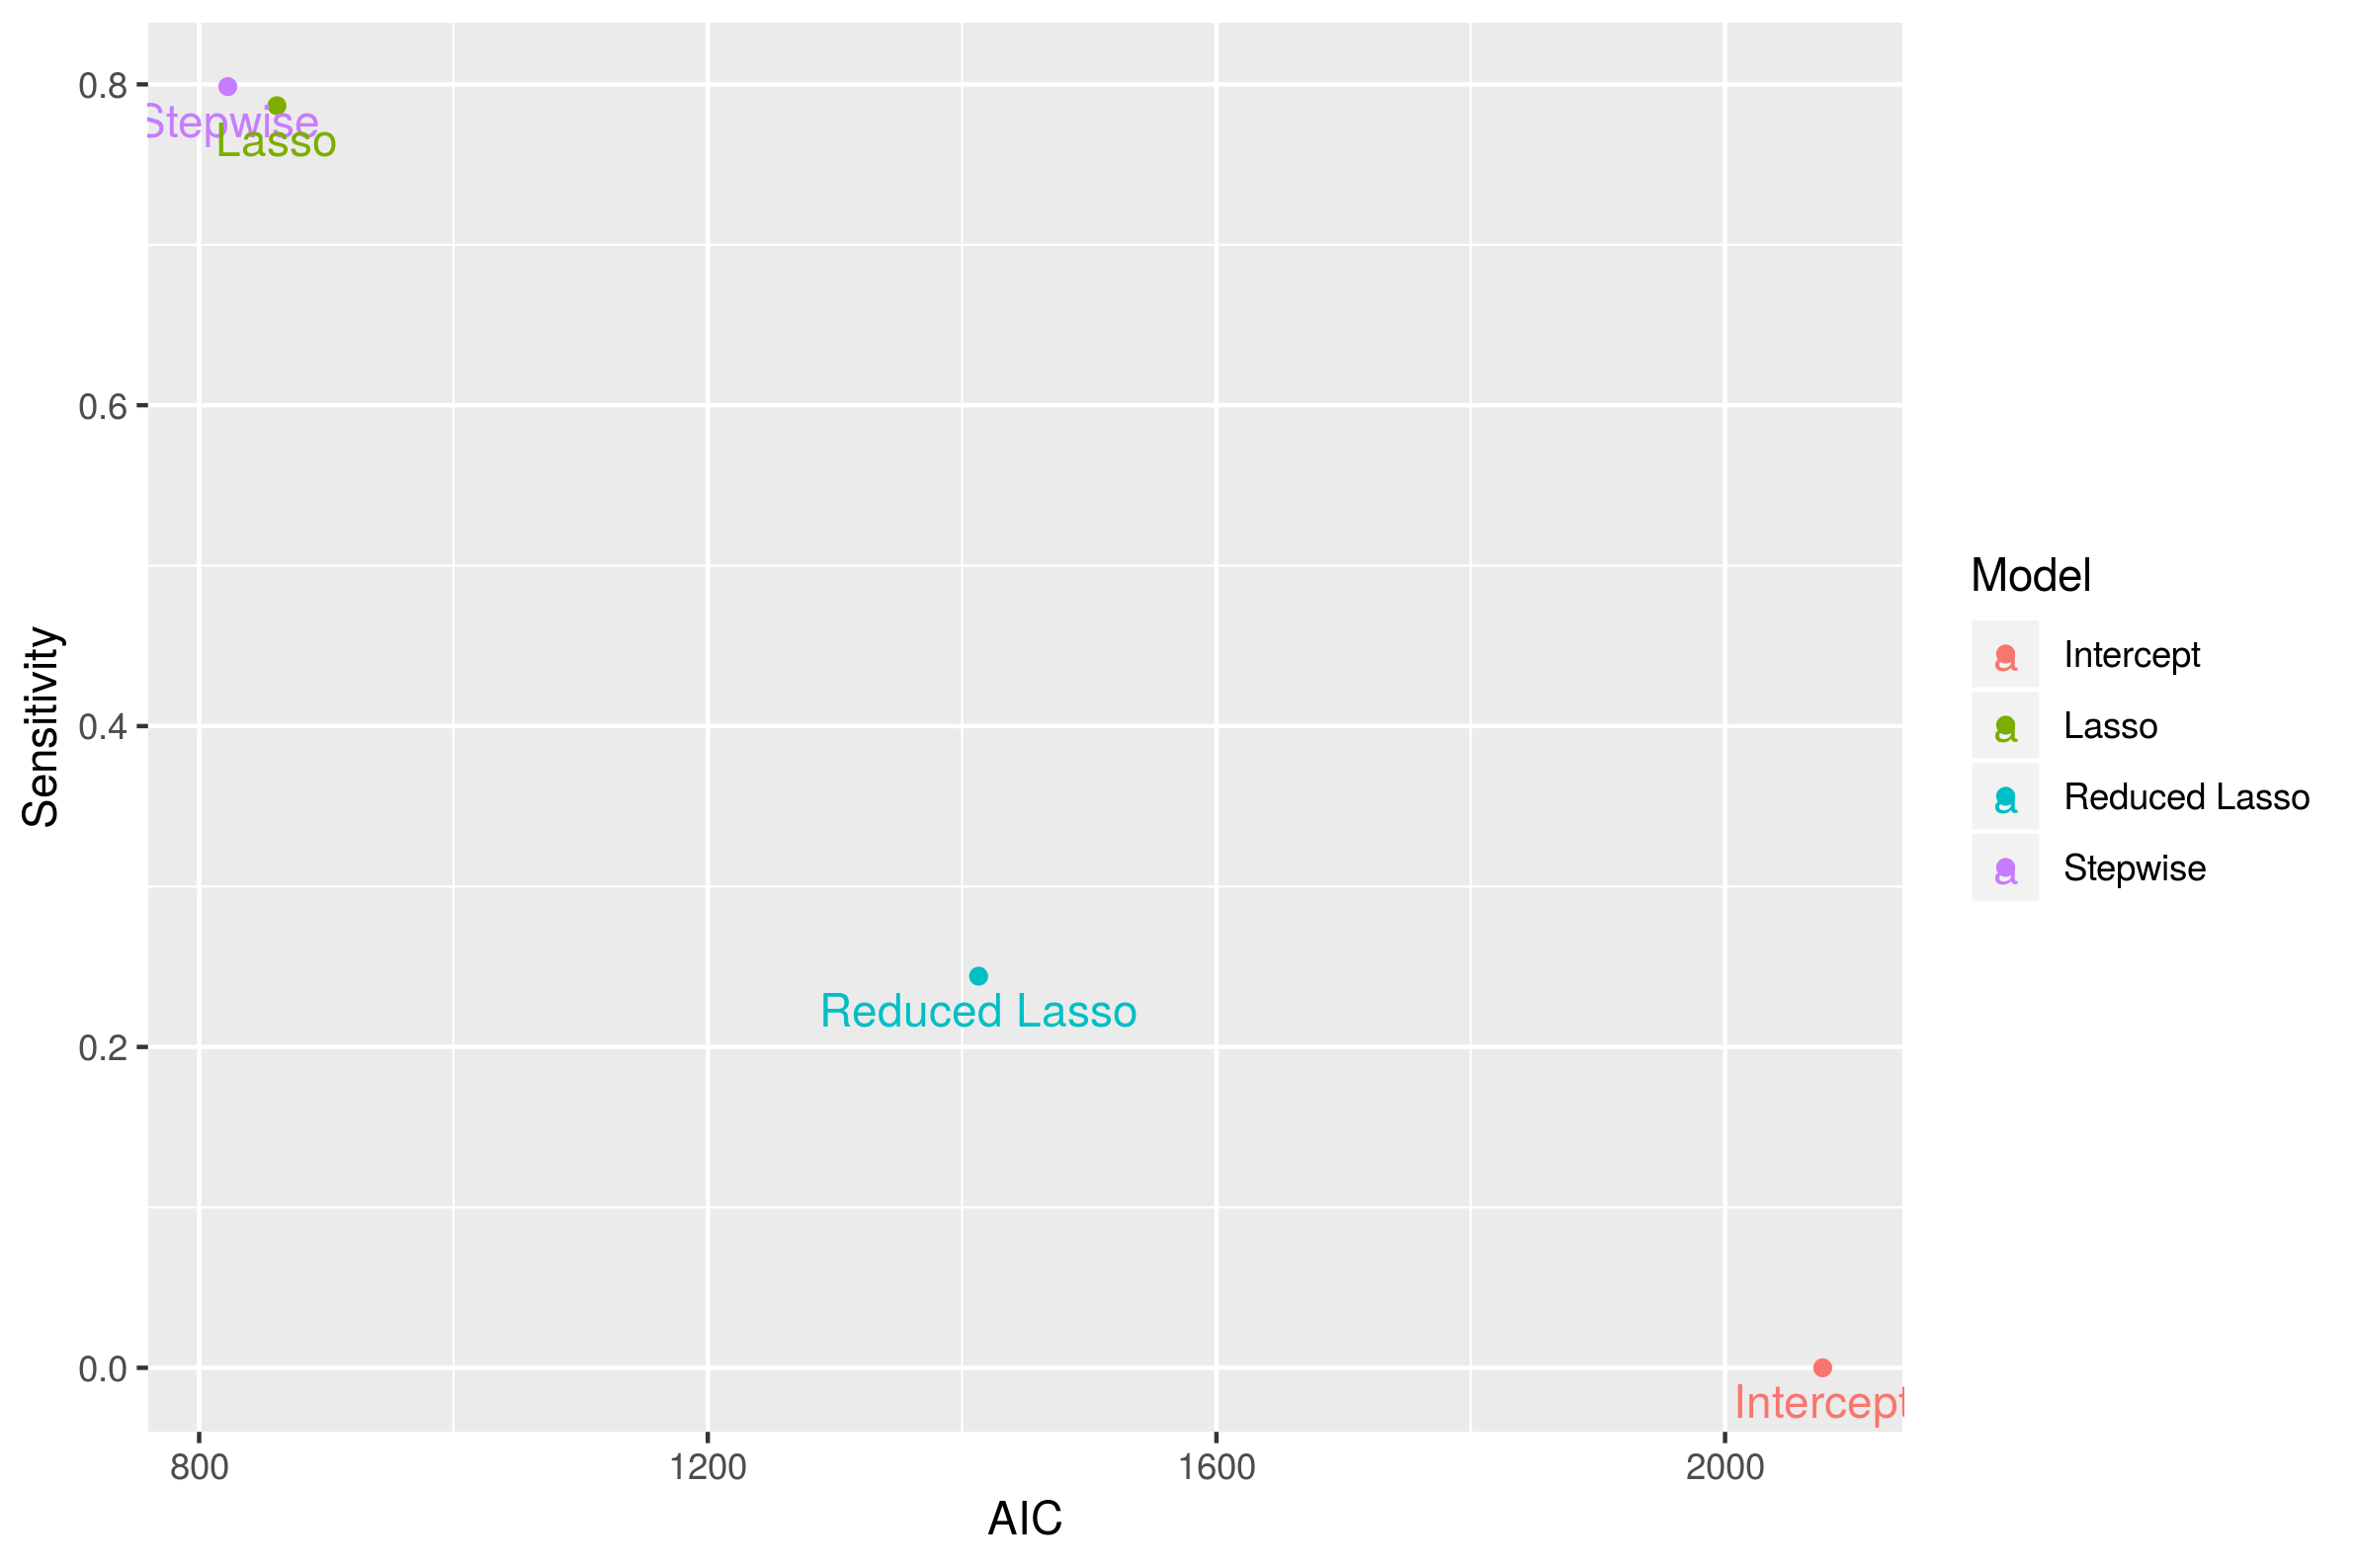 0.8
0.6
0.4
0.2
0.0
Sensitivity
Stepwise
Lasso
Reduced Lasso
Intercept
800 1200 1600 2000
AIC
Model
a Intercept
a Lasso
a Reduced Lasso
a Stepwise